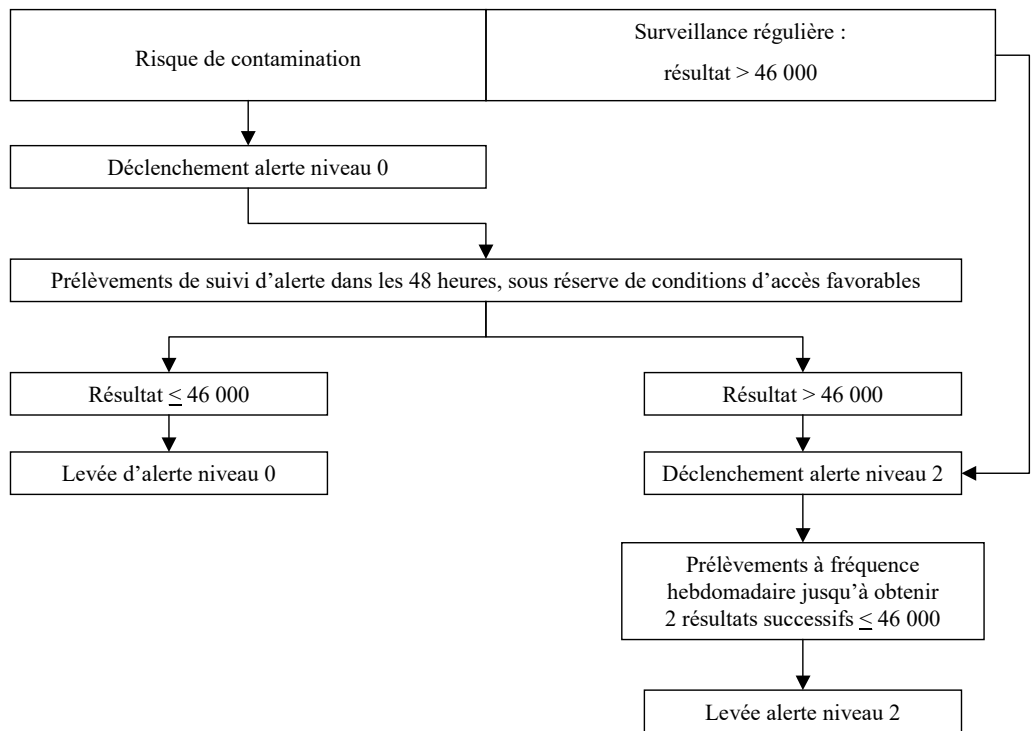 Risque de contamination
Surveillance régulière :
résultat > 46 000
Déclenchement alerte niveau 0
Prélèvements de suivi d’alerte dans les 48 heures, sous réserve de conditions d’accès favorables
Résultat ≤ 46 000
Résultat > 46 000
Levée d’alerte niveau 0
Déclenchement alerte niveau 2
Prélèvements à fréquence
hebdomadaire jusqu’à obtenir
2 résultats successifs ≤ 46 000
Levée alerte niveau 2